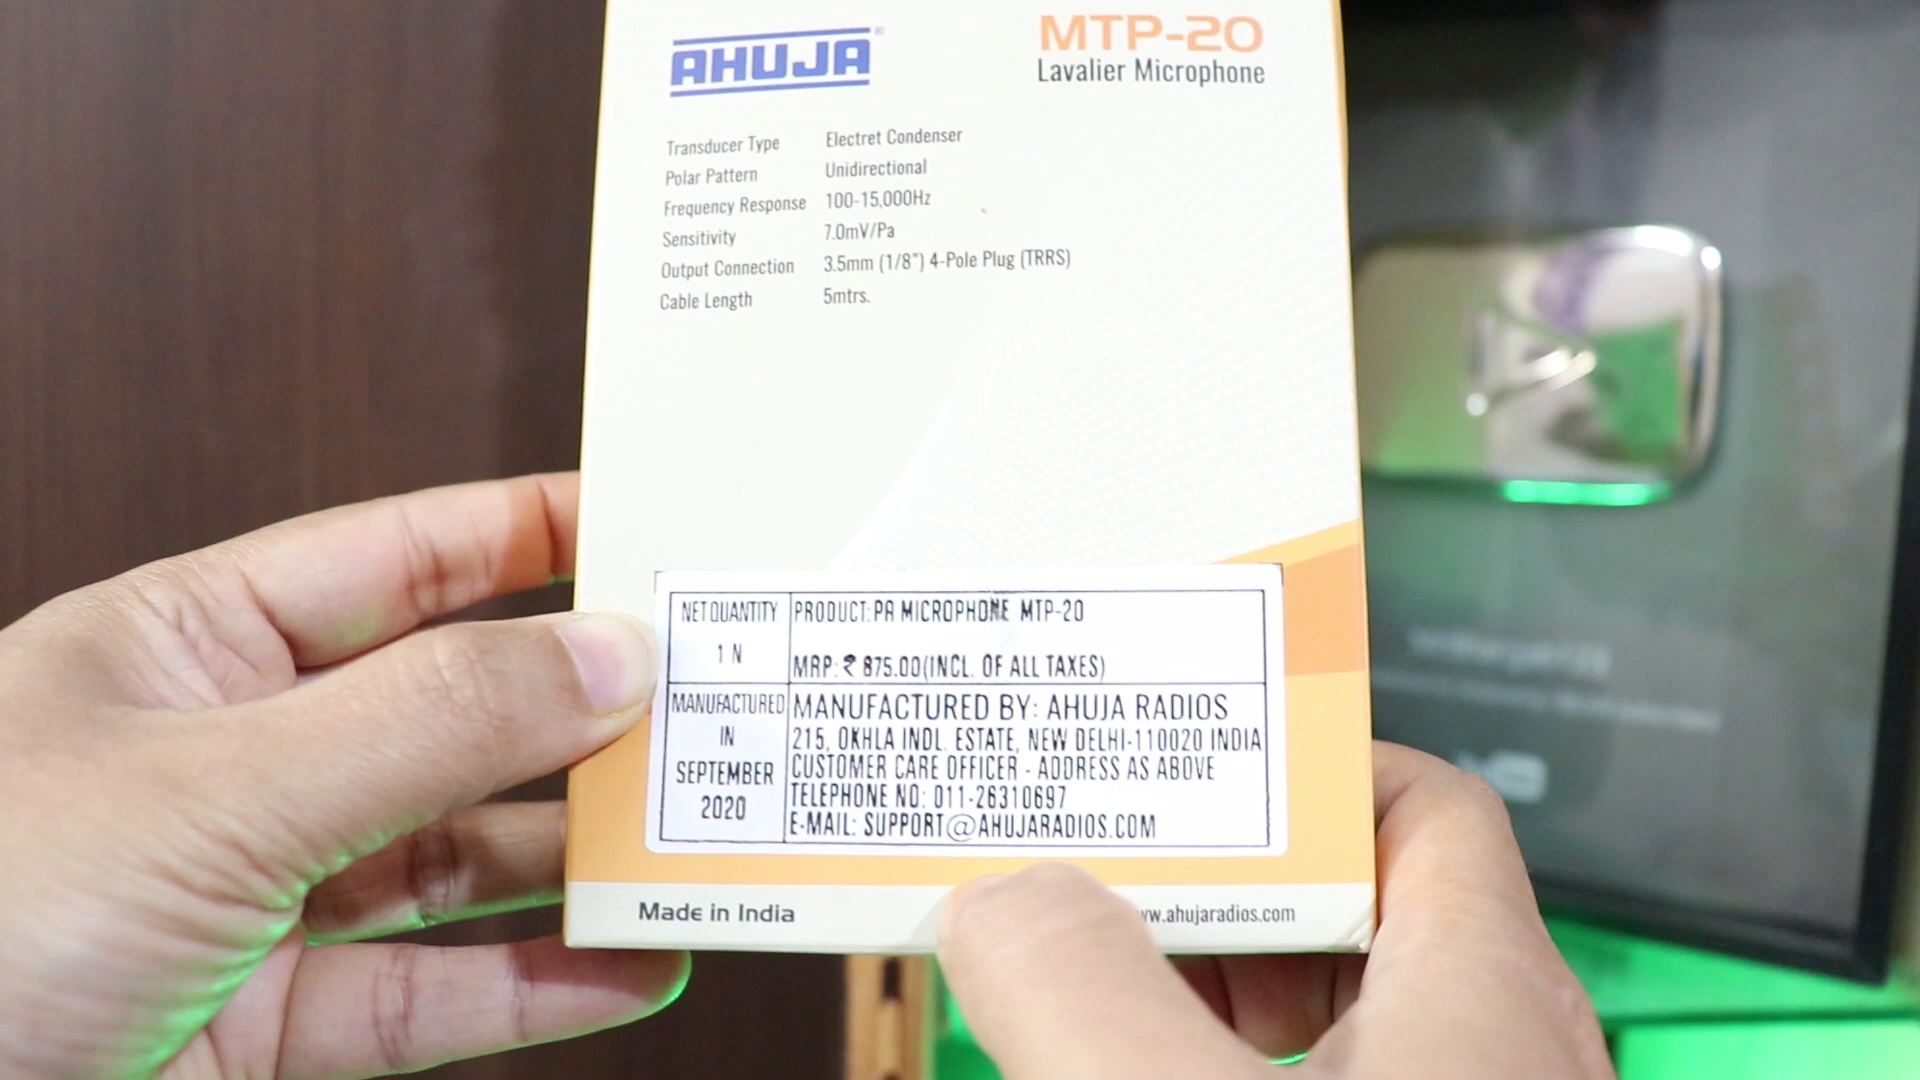 AHUJA®
MTP-20
Lavalier Microphone
Transducer Type Electret Condenser
Polar Pattern Unidirectional
Frequency Response 100-15,000Hz
Sensitivity 7.0mV/Pa
Output Connection 3.5mm (1/8") 4-Pole Plug (TRRS)
Cable Length 5mtrs.
NET QUANTITY
1 N
PRODUCT: PA MICROPHONE MTP-20
MRP: ₹ 875.00(INCL. OF ALL TAXES)
MANUFACTURED
IN
SEPTEMBER
2020
MANUFACTURED BY: AHUJA RADIOS
215, OKHLA INDL. ESTATE, NEW DELHI-110020 INDIA
CUSTOMER CARE OFFICER - ADDRESS AS ABOVE
TELEPHONE NO: 011-26310697
E-MAIL: SUPPORT@AHUJARADIOS.COM
Made in India
w.ahujaradios.com